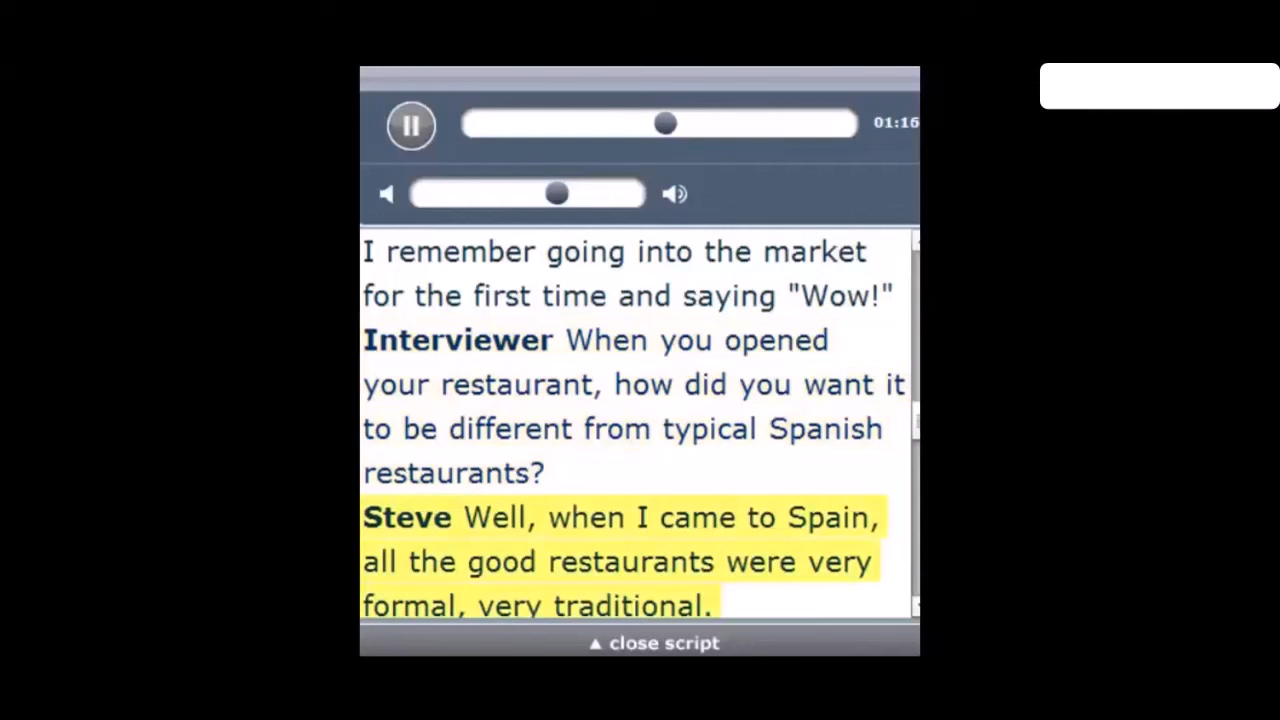 01:16
I remember going into the market
for the first time and saying "Wow!"
Interviewer When you opened
your restaurant, how did you want it
to be different from typical Spanish
restaurants?
Steve Well, when I came to Spain,
all the good restaurants were very
formal, very traditional.
▲ close script